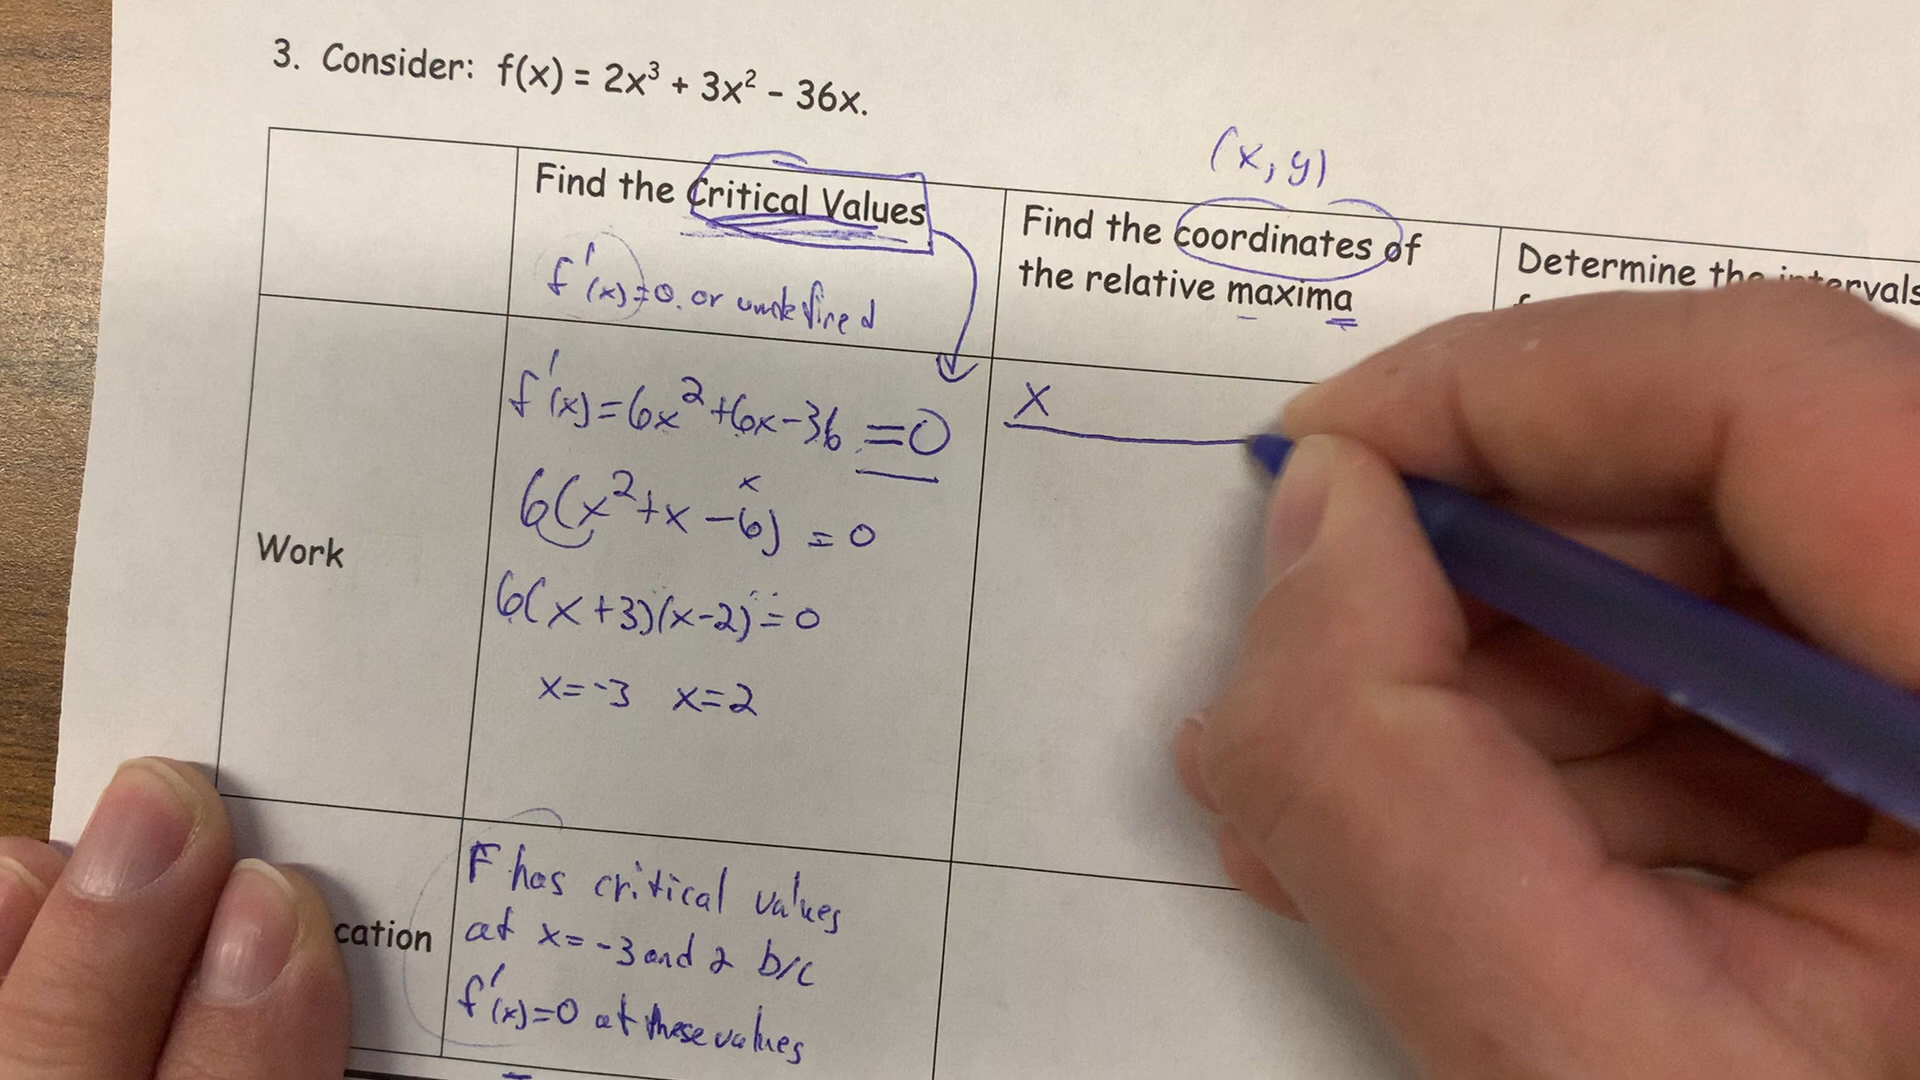 3. Consider: f(x) = 2x³ + 3x² - 36x.
(x, y)
Find the Critical Values
f'(x)=0 or undefined
Find the coordinates of
the relative maxima
Determine the intervals
Work
f'(x)=6x²+6x-36 =0
6(x²+x-6) = 0
6(x+3)(x-2)=0
x=-3 x=2
X
cation
F has critical values
at x=-3 and 2 b/c
f'(x)=0 at these values